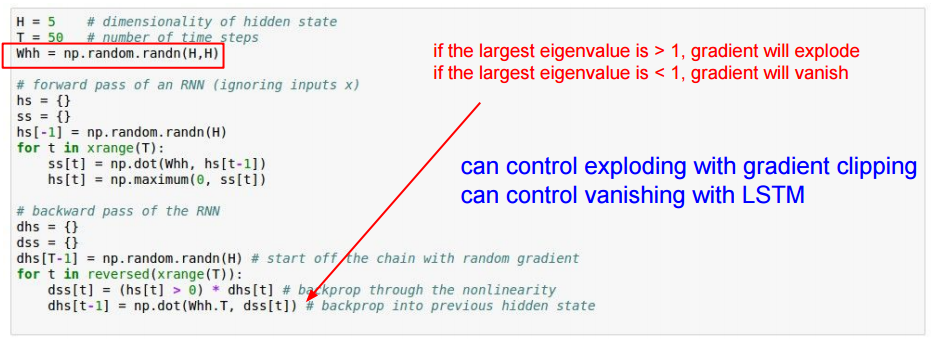 H = 5    # dimensionality of hidden state
T = 50   # number of time steps
Whh = np.random.randn(H,H)

# forward pass of an RNN (ignoring inputs x)
hs = {}
ss = {}
hs[-1] = np.random.randn(H)
for t in xrange(T):
    ss[t] = np.dot(Whh, hs[t-1])
    hs[t] = np.maximum(0, ss[t])

# backward pass of the RNN
dhs = {}
dss = {}
dhs[T-1] = np.random.randn(H) # start off the chain with random gradient
for t in reversed(xrange(T)):
    dss[t] = (hs[t] > 0) * dhs[t] # backprop through the nonlinearity
    dhs[t-1] = np.dot(Whh.T, dss[t]) # backprop into previous hidden state

if the largest eigenvalue is > 1, gradient will explode
if the largest eigenvalue is < 1, gradient will vanish

can control exploding with gradient clipping
can control vanishing with LSTM